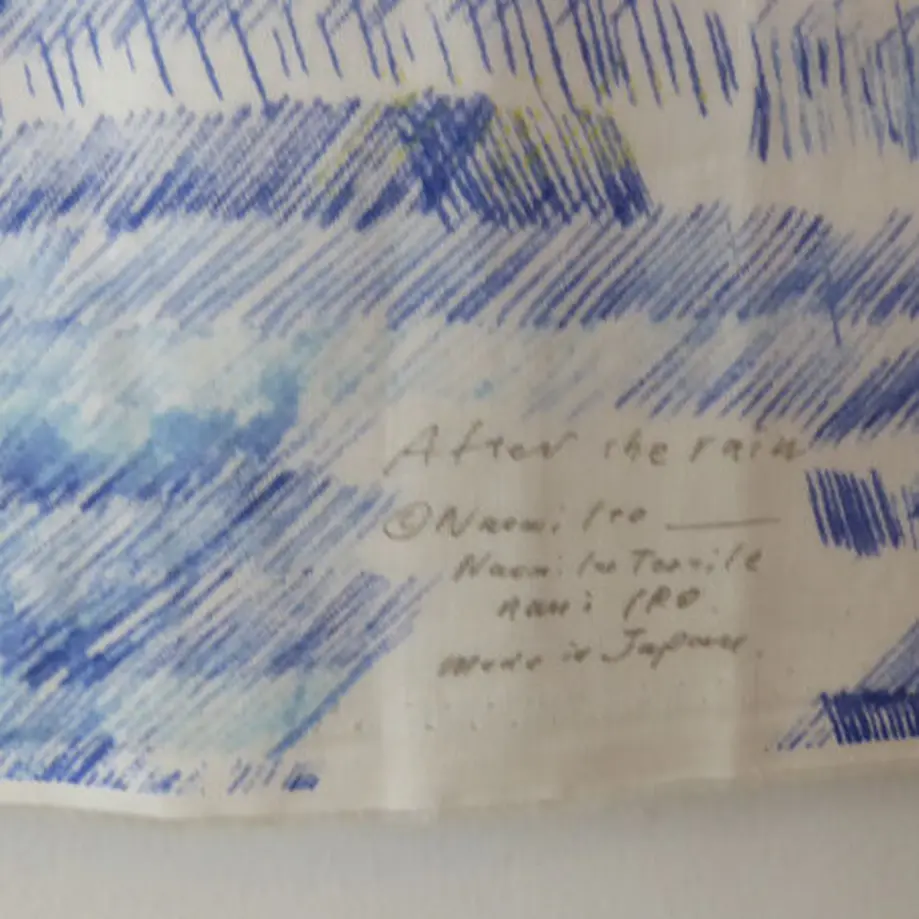 After the rain
©Naomi Ito
Naomi Ito Textile
nani IRO
made in Japan.